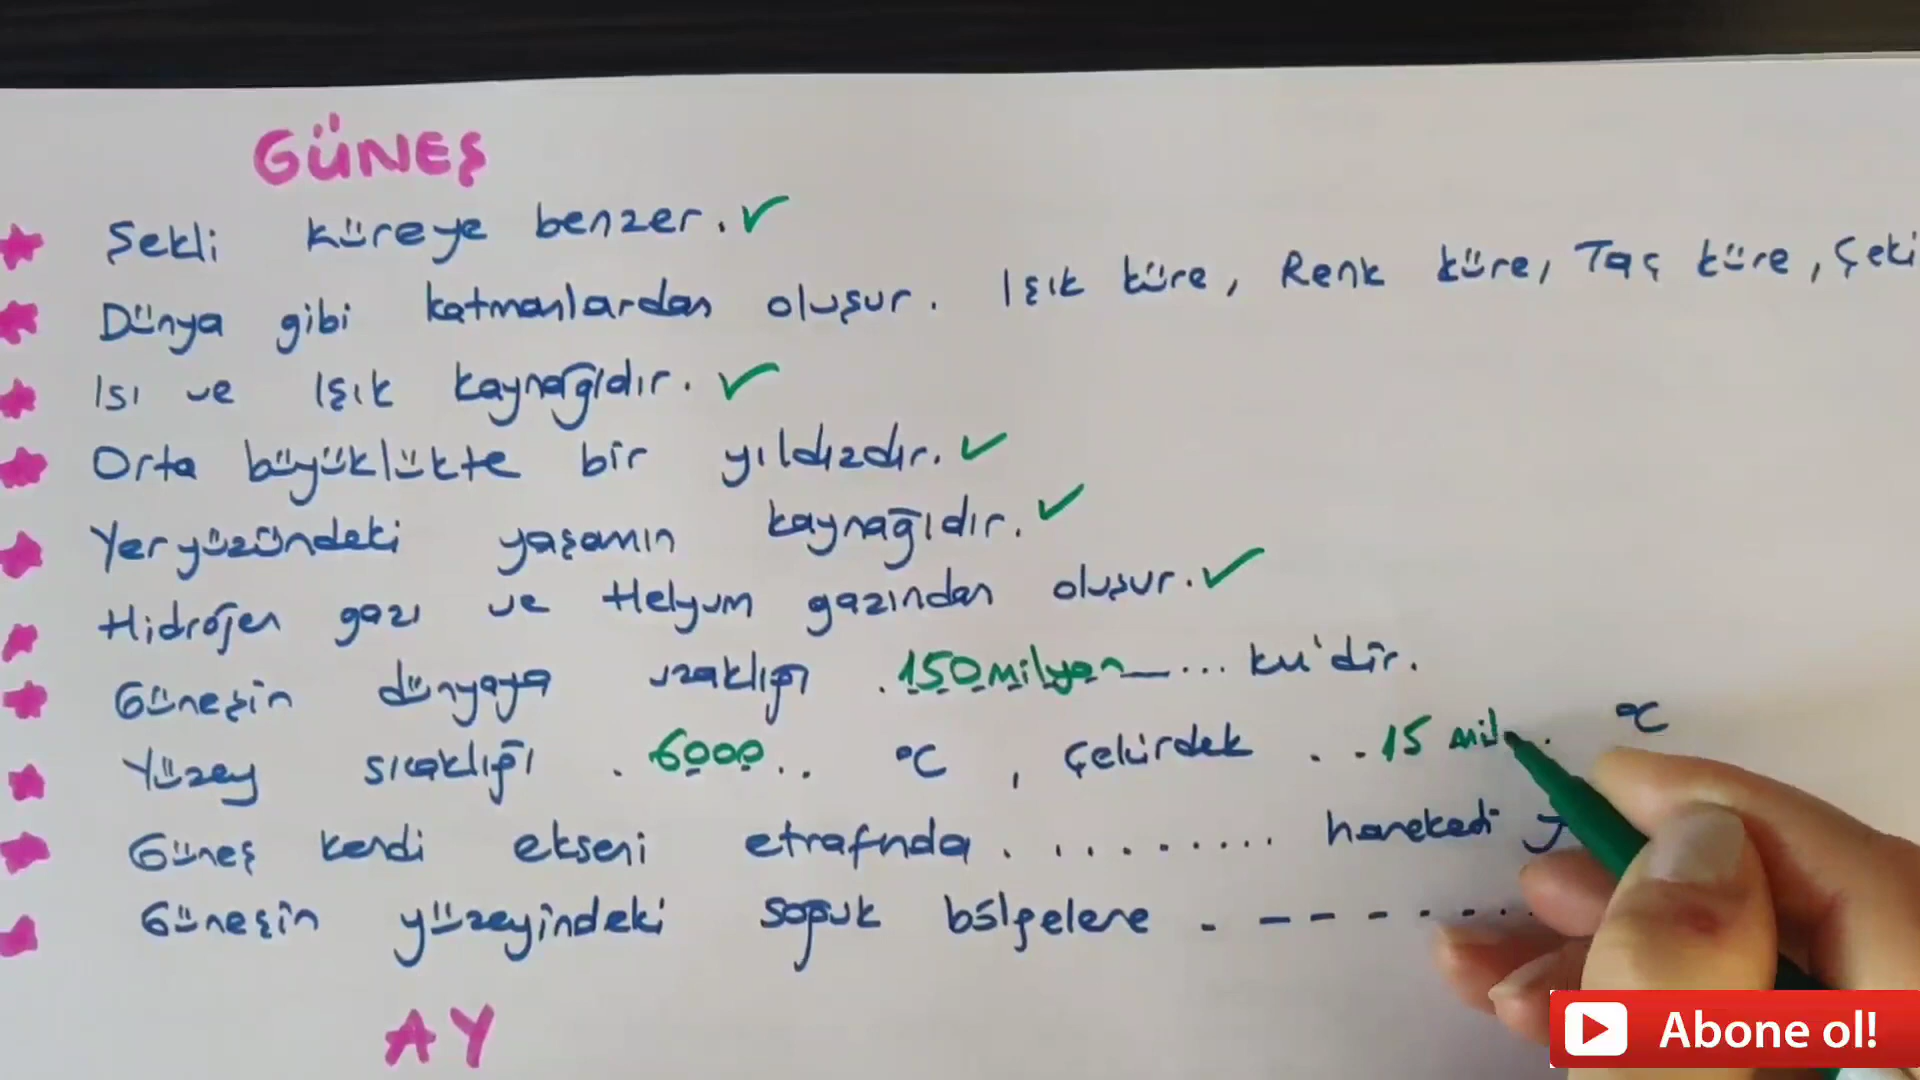 GÜNEŞ
Şekli küreye benzer.
Dünya gibi katmanlardan oluşur. Işık küre, Renk küre, Taç küre, Çeki
Isı ve Işık kaynağıdır.
Orta büyüklükte bir yıldızdır.
Yeryüzündeki yaşamın kaynağıdır.
Hidrojen gazı ve Helyum gazından oluşur.
Güneşin dünyaya uzaklığı .150 milyon ... km'dir.
Yüzey sıcaklığı . 6000 .. °C , Çekirdek . . 15 mil . °C
Güneş kendi ekseni etrafında . . . . . . . . . hareketi y
Güneşin yüzeyindeki soğuk bölgelere . - - - - - . .
AY
Abone ol!